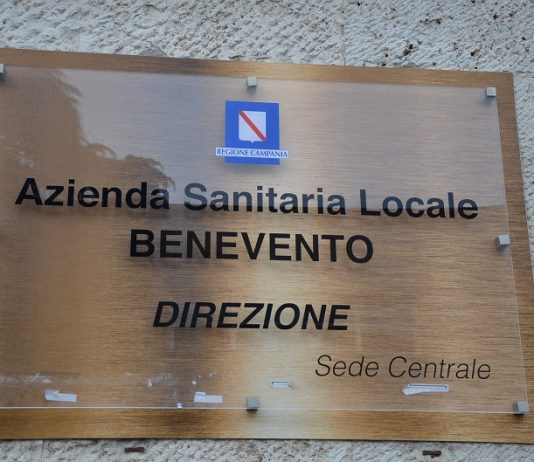 REGIONE CAMPANIA
Azienda Sanitaria Locale
BENEVENTO
DIREZIONE
Sede Centrale